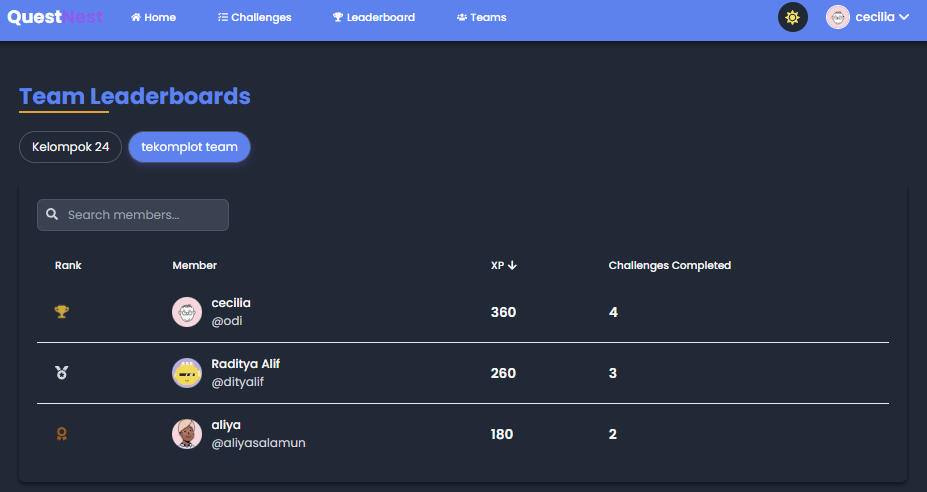 QuestNest Home Challenges Leaderboard Teams cecilia
Team Leaderboards
Kelompok 24 tekomplot team
Search members...
Rank Member XP Challenges Completed
cecilia
@odi
360 4
Raditya Alif
@dityalif
260 3
aliya
@aliyasalamun
180 2